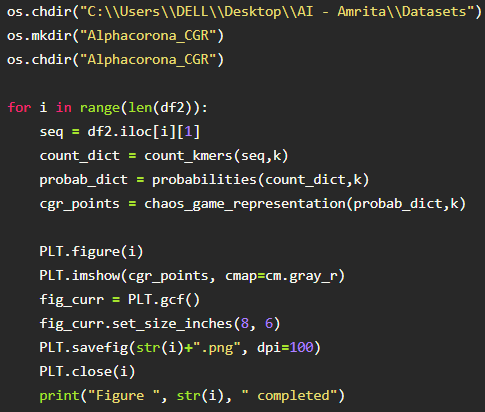 os.chdir("C:\\Users\\DELL\\Desktop\\AI - Amrita\\Datasets")
os.mkdir("Alphacorona_CGR")
os.chdir("Alphacorona_CGR")

for i in range(len(df2)):
    seq = df2.iloc[i][1]
    count_dict = count_kmers(seq,k)
    probab_dict = probabilities(count_dict,k)
    cgr_points = chaos_game_representation(probab_dict,k)

    PLT.figure(i)
    PLT.imshow(cgr_points, cmap=cm.gray_r)
    fig_curr = PLT.gcf()
    fig_curr.set_size_inches(8, 6)
    PLT.savefig(str(i)+".png", dpi=100)
    PLT.close(i)
    print("Figure ", str(i), " completed")